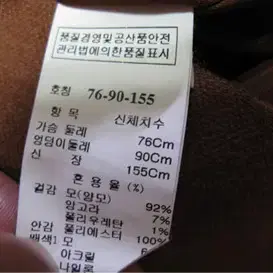 품질경영및공산품안전
관리법에의한품질표시
호칭 76-90-155
항 목 신체치수
가슴 둘레 76Cm
엉덩이둘레 90Cm
신 장 155Cm
혼 용 율 (%)
겉감 모(양모) 92%
앙고라 7%
폴리우레탄 1%
안감 폴리에스터 100%
배색1 모
아크릴
나일론